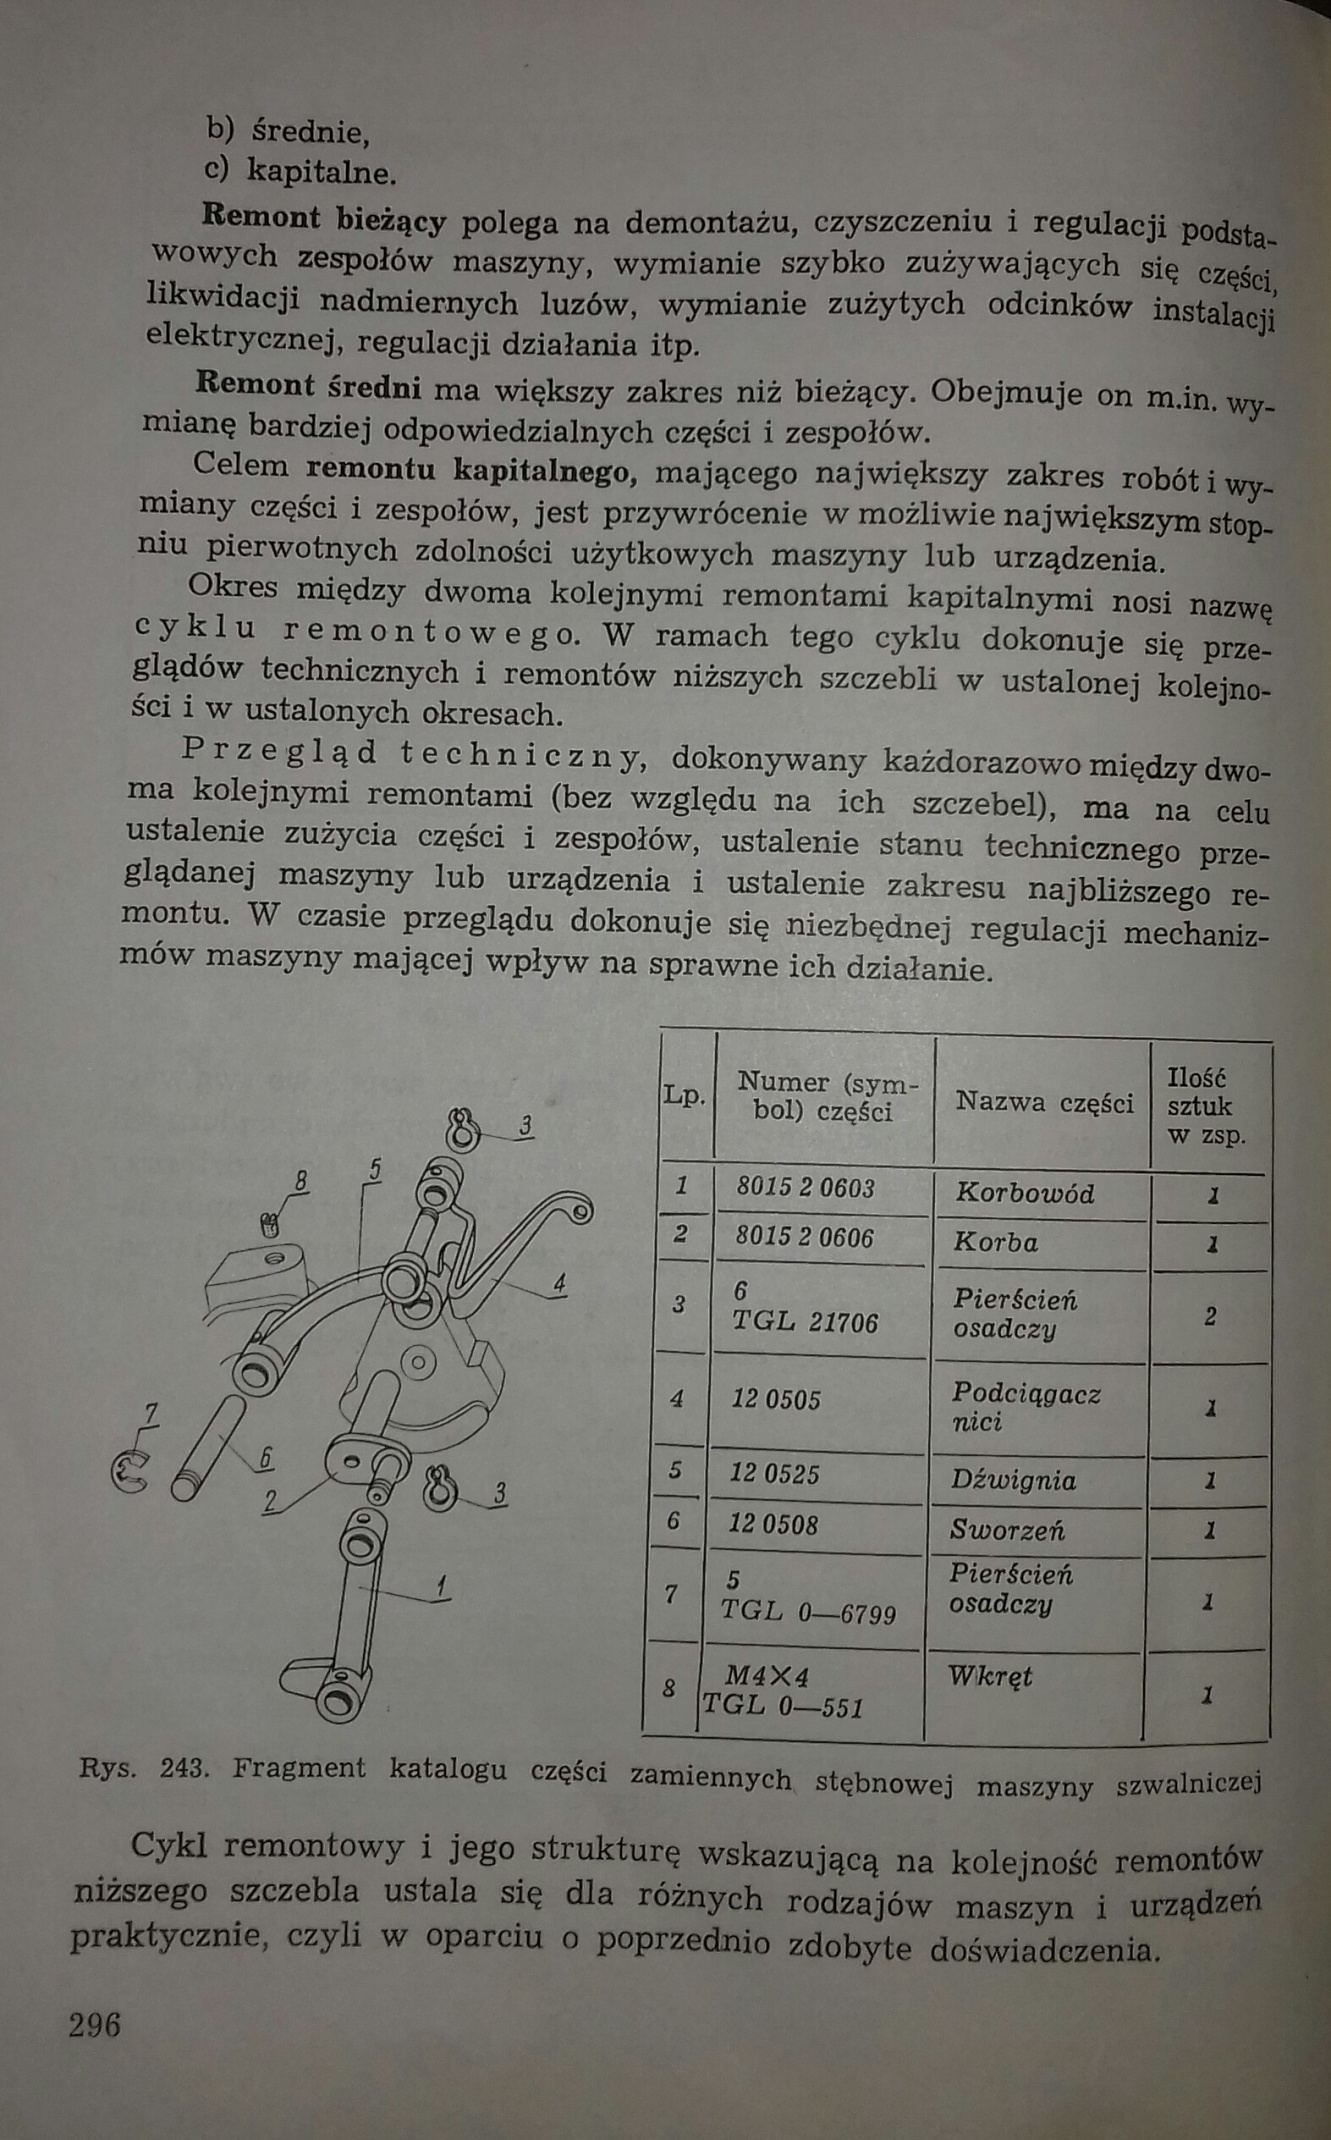 b) średnie,
c) kapitalne.
Remont bieżący polega na demontażu, czyszczeniu i regulacji podsta-
wowych zespołów maszyny, wymianie szybko zużywających się części,
likwidacji nadmiernych luzów, wymianie zużytych odcinków instalacji
elektrycznej, regulacji działania itp.
Remont średni ma większy zakres niż bieżący. Obejmuje on m.in. wy-
mianę bardziej odpowiedzialnych części i zespołów.
Celem remontu kapitalnego, mającego największy zakres robót i wy-
miany części i zespołów, jest przywrócenie w możliwie największym stop-
niu pierwotnych zdolności użytkowych maszyny lub urządzenia.
Okres między dwoma kolejnymi remontami kapitalnymi nosi nazwę
cyklu remontowego. W ramach tego cyklu dokonuje się prze-
glądów technicznych i remontów niższych szczebli w ustalonej kolejno-
ści i w ustalonych okresach.
Przegląd techniczny, dokonywany każdorazowo między dwo-
ma kolejnymi remontami (bez względu na ich szczebel), ma na celu
ustalenie zużycia części i zespołów, ustalenie stanu technicznego prze-
glądanej maszyny lub urządzenia i ustalenie zakresu najbliższego re-
montu. W czasie przeglądu dokonuje się niezbędnej regulacji mechaniz-
mów maszyny mającej wpływ na sprawne ich działanie.
3
5
8
4
7
6
2
3
1
Lp.
Numer (sym-
bol) części
Nazwa części
Ilość
sztuk
w zsp.
1 8015 2 0603 Korbowód 1
2 8015 2 0606 Korba 1
3
6
TGL 21706
Pierścień
osadczy
2
4 12 0505
Podciągacz
nici
1
5 12 0525 Dźwignia 1
6 12 0508 Sworzeń 1
7
5
TGL 0—6799
Pierścień
osadczy
1
8
M4X4
TGL 0—551
Wkręt
1
Rys. 243. Fragment katalogu części zamiennych stębnowej maszyny szwalniczej
Cykl remontowy i jego strukturę wskazującą na kolejność remontów
niższego szczebla ustala się dla różnych rodzajów maszyn i urządzeń
praktycznie, czyli w oparciu o poprzednio zdobyte doświadczenia.
296